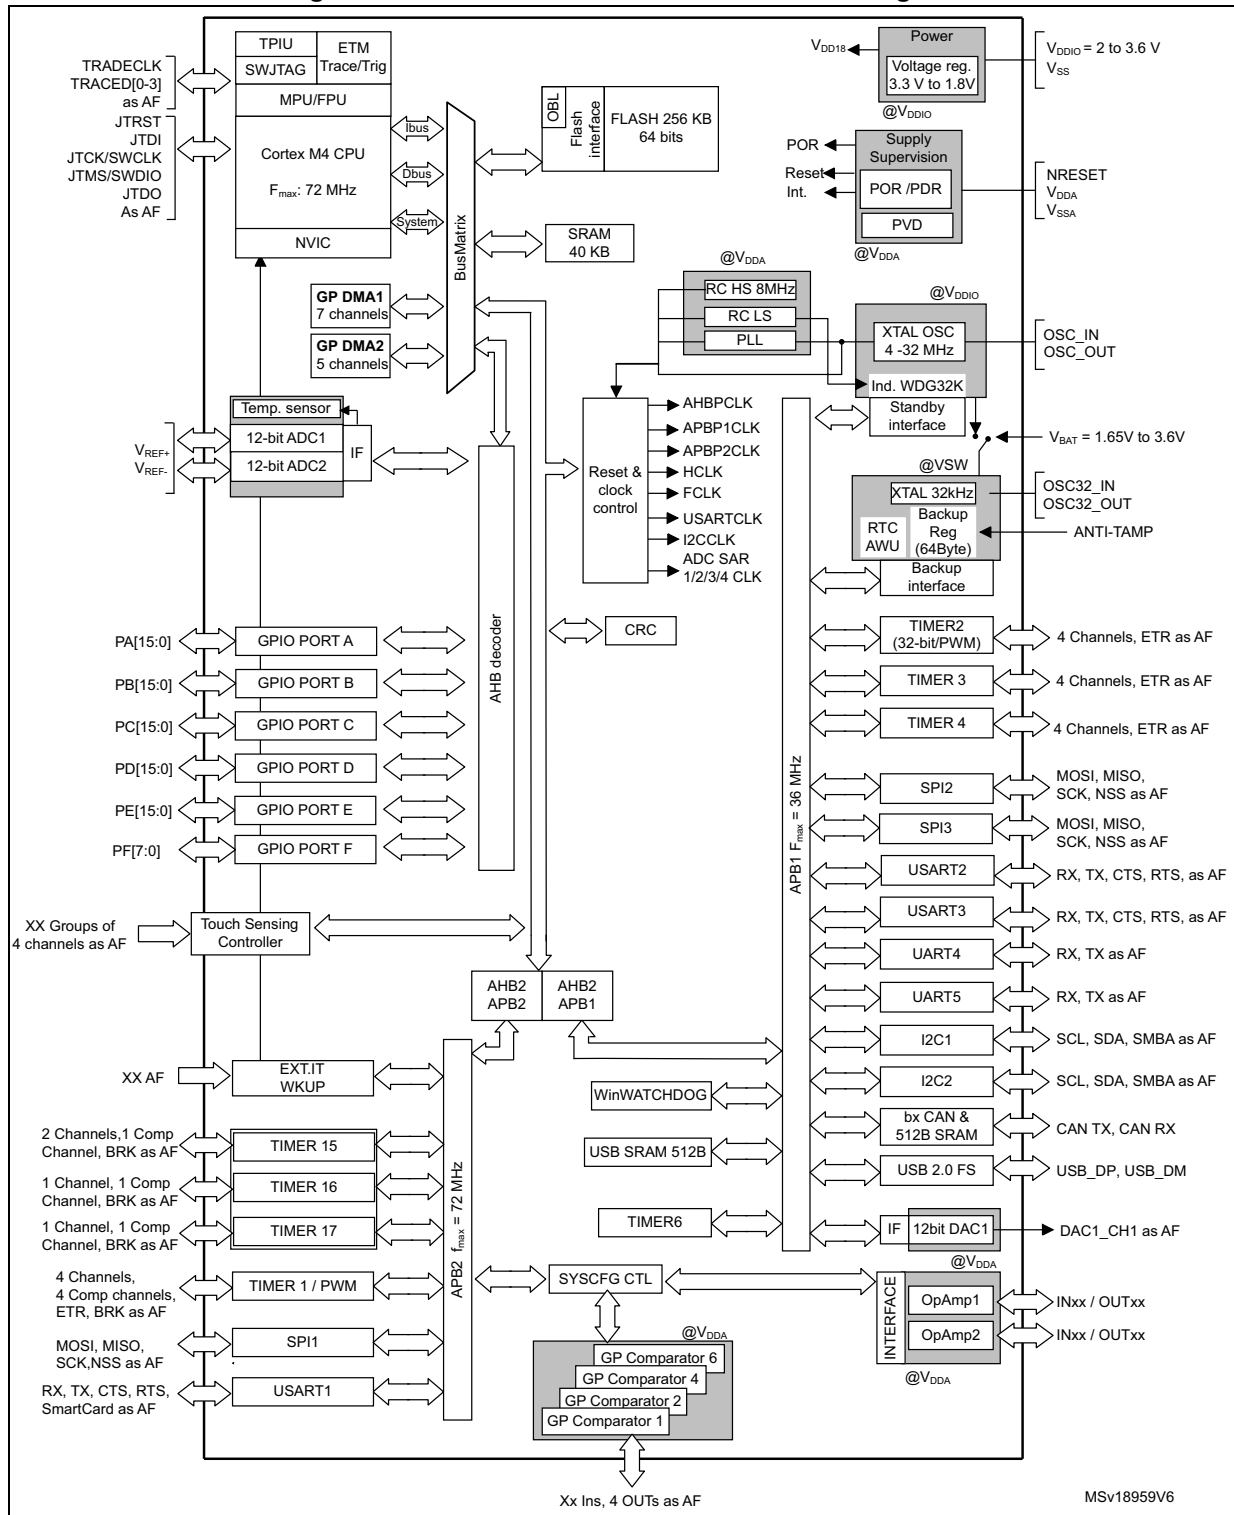 TPIU
ETM
Trace/Trig
SWJTAG
MPU/FPU
Cortex M4 CPU
Fmax: 72 MHz
NVIC
TRADECLK
TRACED[0-3]
as AF
JTRST
JTDI
JTCK/SWCLK
JTMS/SWDIO
JTDO
As AF
Ibus
Dbus
System
BusMatrix
OBL
Flash
interface
FLASH 256 KB
64 bits
SRAM
40 KB
GP DMA1
7 channels
GP DMA2
5 channels
VDD18
Power
Voltage reg.
3.3 V to 1.8V
@VDDIO
VDDIO = 2 to 3.6 V
VSS
POR
Reset
Int.
Supply
Supervision
POR /PDR
PVD
@VDDA
NRESET
VDDA
VSSA
@VDDA
RC HS 8MHz
RC LS
PLL
@VDDIO
XTAL OSC
4 -32 MHz
Ind. WDG32K
Standby
interface
OSC_IN
OSC_OUT
VBAT = 1.65V to 3.6V
@VSW
XTAL 32kHz
RTC
AWU
Backup
Reg
(64Byte)
Backup
interface
OSC32_IN
OSC32_OUT
ANTI-TAMP
Reset &
clock
control
AHBPCLK
APBP1CLK
APBP2CLK
HCLK
FCLK
USARTCLK
I2CCLK
ADC SAR
1/2/3/4 CLK
Temp. sensor
12-bit ADC1
12-bit ADC2
IF
VREF+
VREF-
AHB decoder
CRC
PA[15:0]
GPIO PORT A
PB[15:0]
GPIO PORT B
PC[15:0]
GPIO PORT C
PD[15:0]
GPIO PORT D
PE[15:0]
GPIO PORT E
PF[7:0]
GPIO PORT F
XX Groups of
4 channels as AF
Touch Sensing
Controller
AHB2
APB2
AHB2
APB1
XX AF
EXT.IT
WKUP
2 Channels,1 Comp
Channel, BRK as AF
TIMER 15
1 Channel, 1 Comp
Channel, BRK as AF
TIMER 16
1 Channel, 1 Comp
Channel, BRK as AF
TIMER 17
4 Channels,
4 Comp channels,
ETR, BRK as AF
TIMER 1 / PWM
MOSI, MISO,
SCK,NSS as AF
SPI1
RX, TX, CTS, RTS,
SmartCard as AF
USART1
APB2 fmax = 72 MHz
WinWATCHDOG
USB SRAM 512B
TIMER6
SYSCFG CTL
@VDDA
GP Comparator 6
GP Comparator 4
GP Comparator 2
GP Comparator 1
Xx Ins, 4 OUTs as AF
APB1 Fmax = 36 MHz
TIMER2
(32-bit/PWM)
4 Channels, ETR as AF
TIMER 3
4 Channels, ETR as AF
TIMER 4
4 Channels, ETR as AF
SPI2
MOSI, MISO,
SCK, NSS as AF
SPI3
MOSI, MISO,
SCK, NSS as AF
USART2
RX, TX, CTS, RTS, as AF
USART3
RX, TX, CTS, RTS, as AF
UART4
RX, TX as AF
UART5
RX, TX as AF
I2C1
SCL, SDA, SMBA as AF
I2C2
SCL, SDA, SMBA as AF
bx CAN &
512B SRAM
CAN TX, CAN RX
USB 2.0 FS
USB_DP, USB_DM
IF
12bit DAC1
DAC1_CH1 as AF
@VDDA
INTERFACE
OpAmp1
INxx / OUTxx
OpAmp2
INxx / OUTxx
@VDDA
MSv18959V6